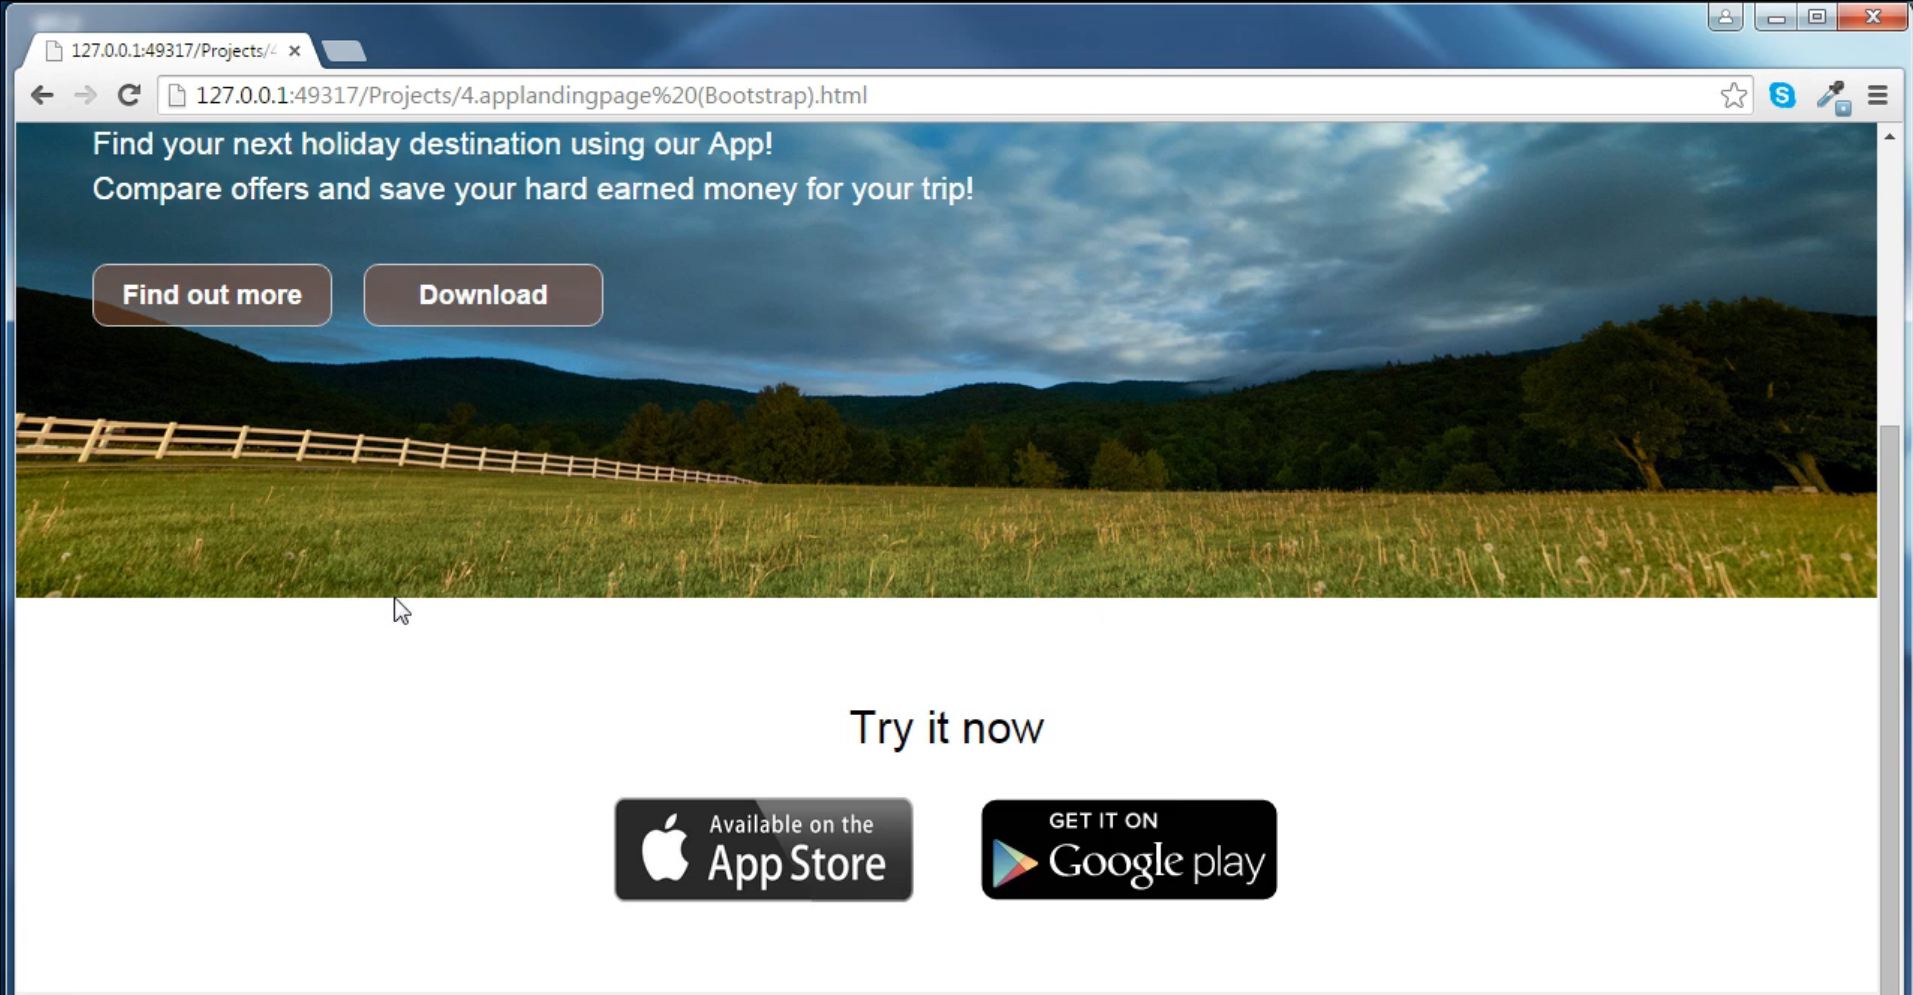 127.0.0.1:49317/Projects/4
127.0.0.1:49317/Projects/4.applandingpage%20(Bootstrap).html
Find your next holiday destination using our App!
Compare offers and save your hard earned money for your trip!
Find out more
Download
Try it now
Available on the
App Store
GET IT ON
Google play